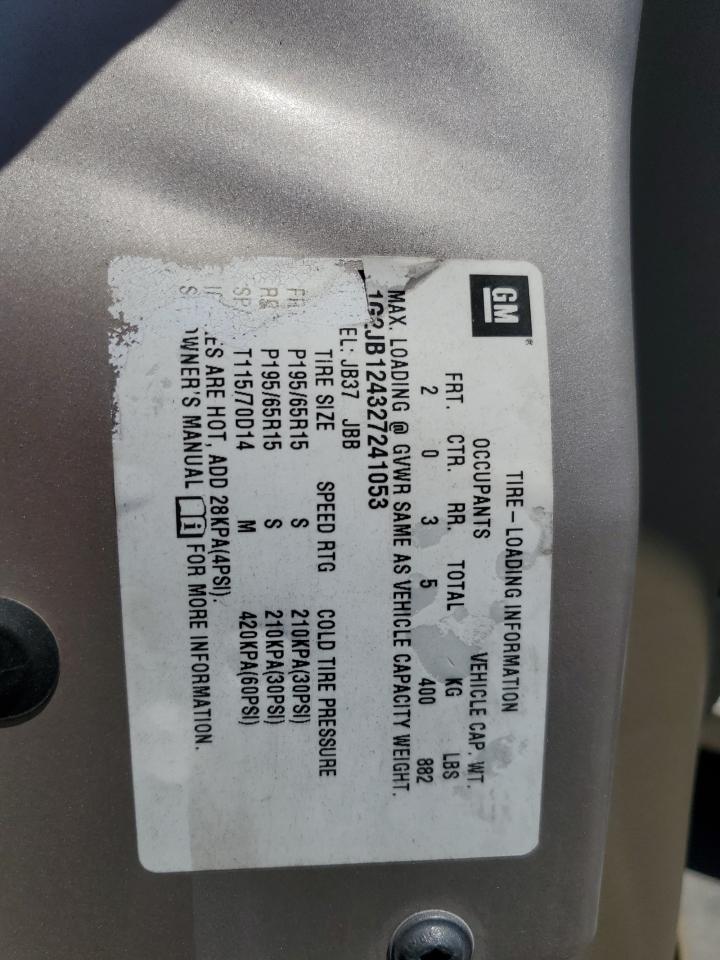 GM
TIRE-LOADING INFORMATION
OCCUPANTS VEHICLE CAP. WT.
FRT. CTR. RR. TOTAL KG LBS
2 0 3 5 400 882
MAX. LOADING @ GVWR SAME AS VEHICLE CAPACITY WEIGHT.
1G2JB124327241053
EL: JB37 JBB
TIRE SIZE SPEED RTG COLD TIRE PRESSURE
P195/65R15 S 210KPA(30PSI)
P195/65R15 S 210KPA(30PSI)
SP T115/70D14 M 420KPA(60PSI)
ES ARE HOT, ADD 28KPA(4PSI).
OWNER'S MANUAL FOR MORE INFORMATION.